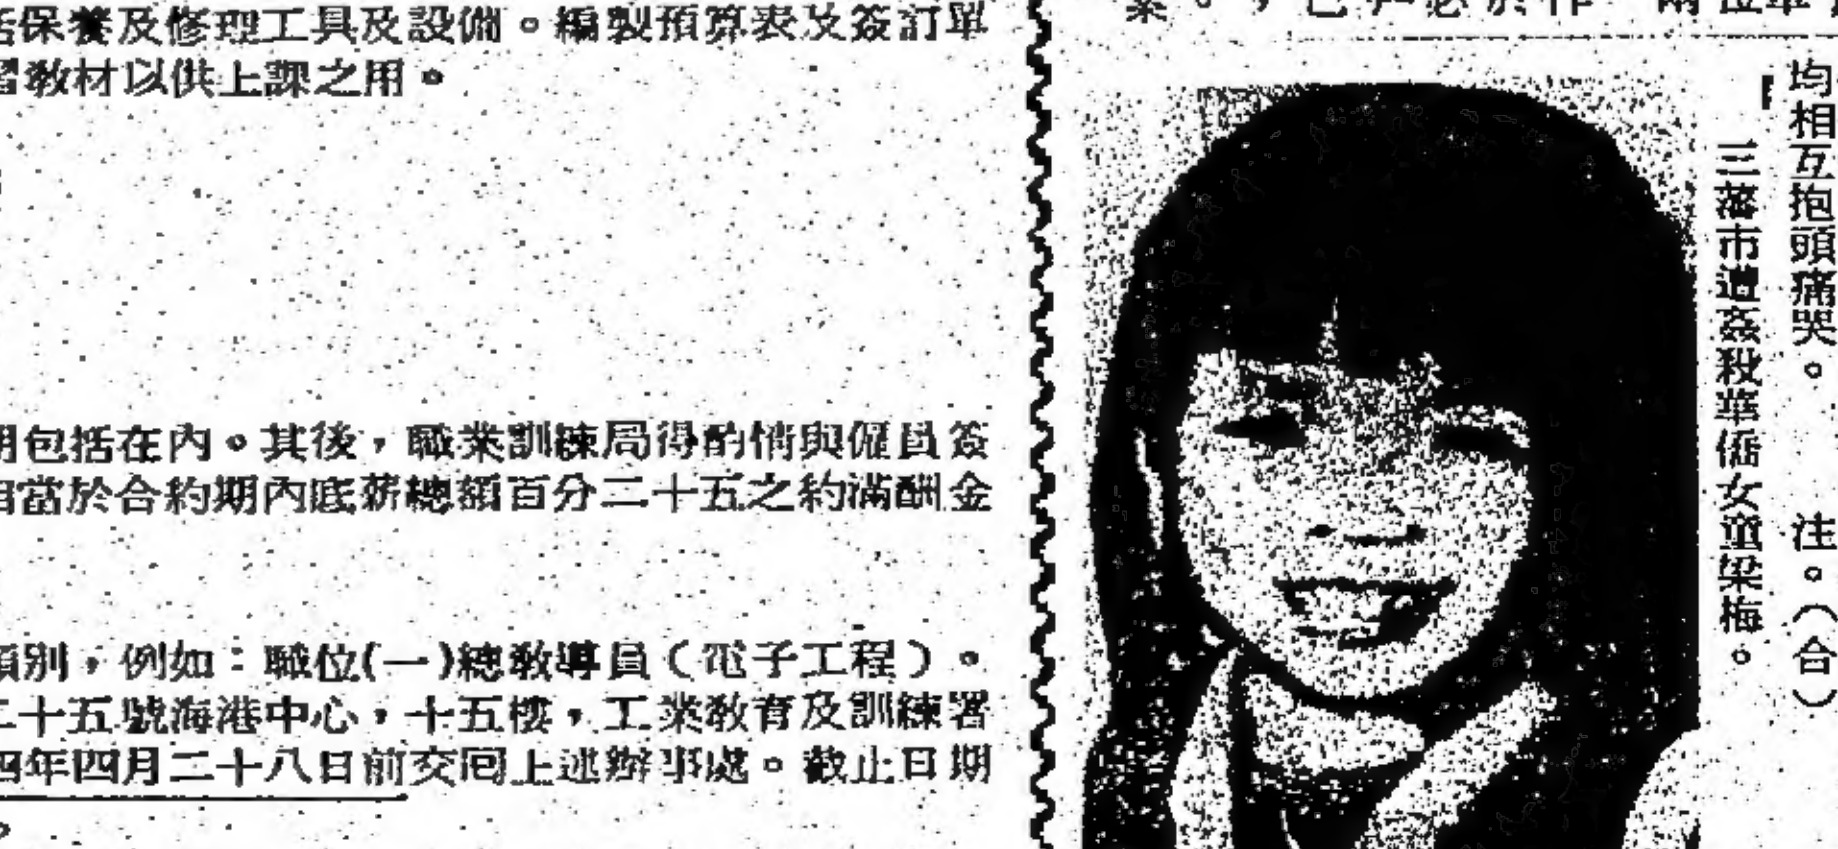 保養及修理工具及設備。編製預算表及簽訂單
習教材以供上課之用。
期包括在內。其後，職業訓練局得酌情與僱員簽
相當於合約期內底薪總額百分二十五之約滿酬金
類別，例如：職位(一)總教導員（電子工程）。
二十五號海港中心，十五樓，工業教育及訓練署
四年四月二十八日前交囘上述辦事處。截止日期
均相互抱頭痛哭。
注。（合）
三藩市遭姦殺華僑女童梁梅。